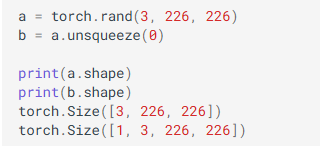 a = torch.rand(3, 226, 226)
b = a.unsqueeze(0)
print(a.shape)
print(b.shape)
torch.Size([3, 226, 226])
torch.Size([1, 3, 226, 226])